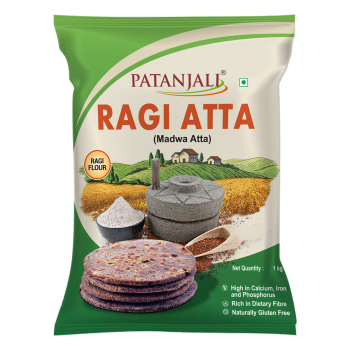 PATANJALI®
RAGI ATTA
(Madwa Atta)
RAGI
FLOUR
Net Quantity : 1 kg
High in Calcium, Iron
and Phosphorus
Rich in Dietary Fibre
Naturally Gluten Free